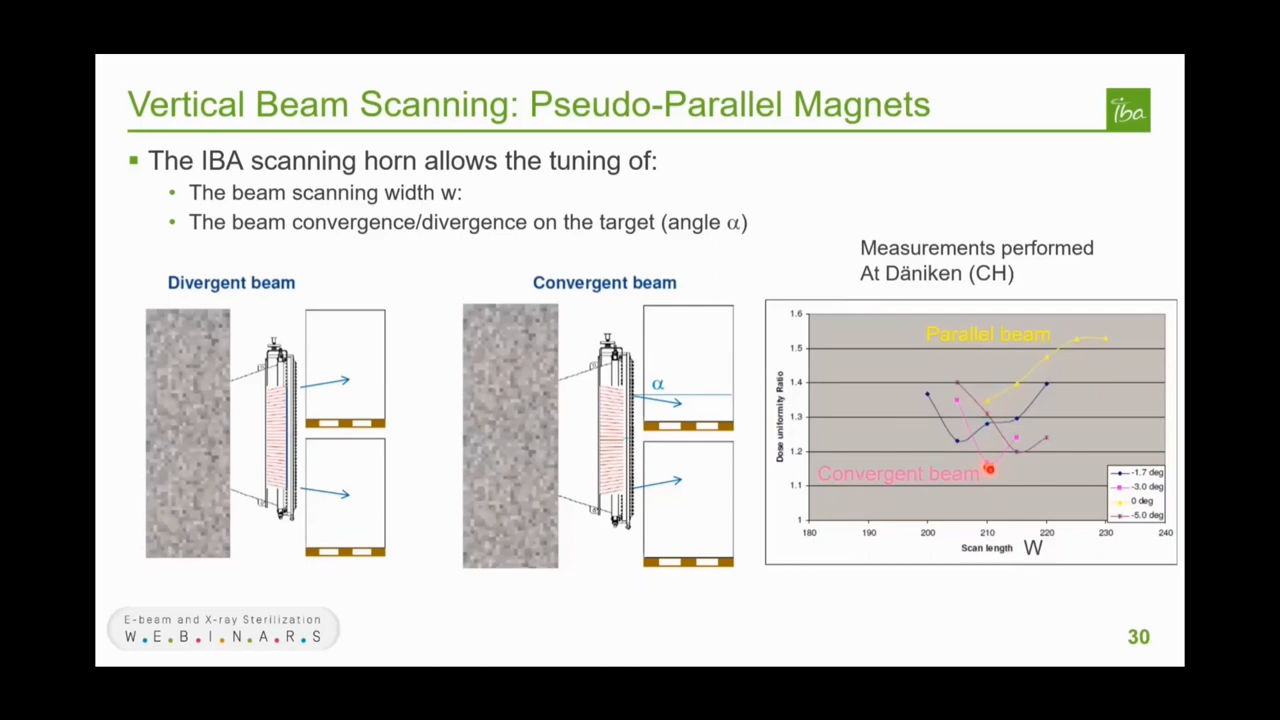 Vertical Beam Scanning: Pseudo-Parallel Magnets
iba
The IBA scanning horn allows the tuning of:
The beam scanning width w:
The beam convergence/divergence on the target (angle α)
Measurements performed
At Däniken (CH)
Divergent beam
Convergent beam
α
1.6
1.5
1.4
1.3
1.2
1.1
1
Dose uniformity Ratio
Parallel beam
Convergent beam
-1.7 deg
-3.0 deg
0 deg
-5.0 deg
180 190 200 210 220 230 240
Scan length W
E-beam and X-ray Sterilization
W.E.B.I.N.A.R.S
30